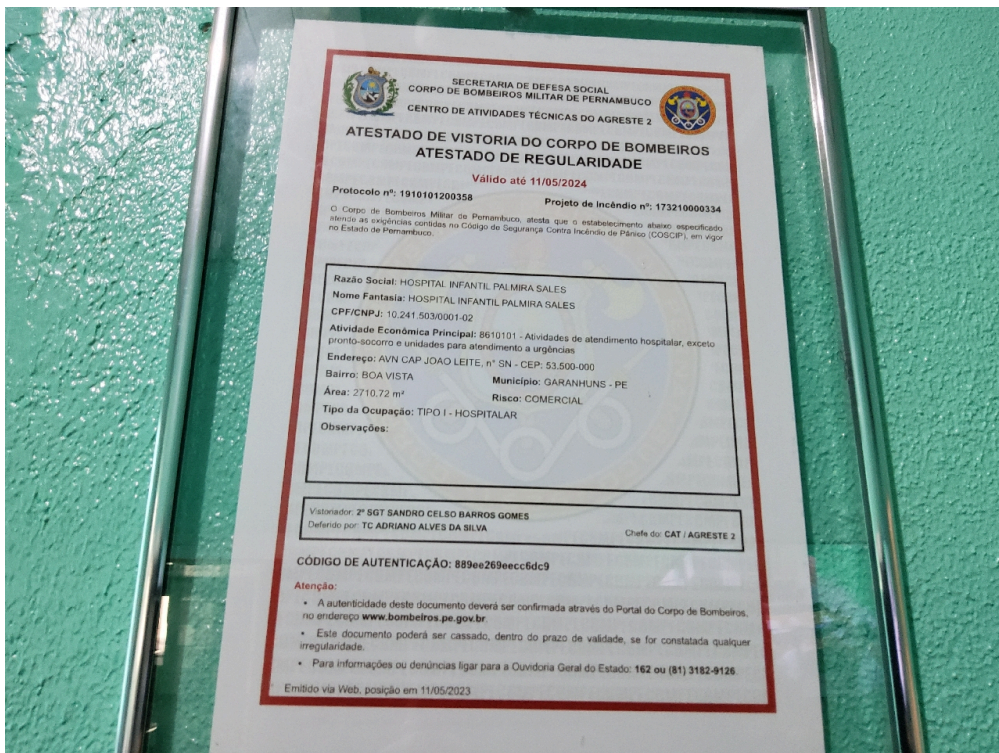 SECRETARIA DE DEFESA SOCIAL
CORPO DE BOMBEIROS MILITAR DE PERNAMBUCO
CENTRO DE ATIVIDADES TÉCNICAS DO AGRESTE 2
ATESTADO DE VISTORIA DO CORPO DE BOMBEIROS
ATESTADO DE REGULARIDADE
Válido até 11/05/2024
Protocolo nº: 1910101200358 Projeto de Incêndio nº: 173210000334
O Corpo de Bombeiros Militar de Pernambuco, atesta que o estabelecimento abaixo especificado
atende as exigências contidas no Código de Segurança Contra Incêndio de Pânico (COSCIP), em vigor
no Estado de Pernambuco.
Razão Social: HOSPITAL INFANTIL PALMIRA SALES
Nome Fantasia: HOSPITAL INFANTIL PALMIRA SALES
CPF/CNPJ: 10.241.503/0001-02
Atividade Econômica Principal: 8610101 - Atividades de atendimento hospitalar, exceto
pronto-socorro e unidades para atendimento a urgências
Endereço: AVN CAP JOAO LEITE, n° SN - CEP: 53.500-000
Bairro: BOA VISTA Município: GARANHUNS - PE
Área: 2710.72 m² Risco: COMERCIAL
Tipo da Ocupação: TIPO I - HOSPITALAR
Observações:
Vistoriador: 2º SGT SANDRO CELSO BARROS GOMES
Deferido por: TC ADRIANO ALVES DA SILVA Chefe do: CAT / AGRESTE 2
CÓDIGO DE AUTENTICAÇÃO: 889ee269eecc6dc9
Atenção:
• A autenticidade deste documento deverá ser confirmada através do Portal do Corpo de Bombeiros,
no endereço www.bombeiros.pe.gov.br.
• Este documento poderá ser cassado, dentro do prazo de validade, se for constatada qualquer
irregularidade.
• Para informações ou denúncias ligar para a Ouvidoria Geral do Estado: 162 ou (81) 3182-9126.
Emitido via Web, posição em 11/05/2023